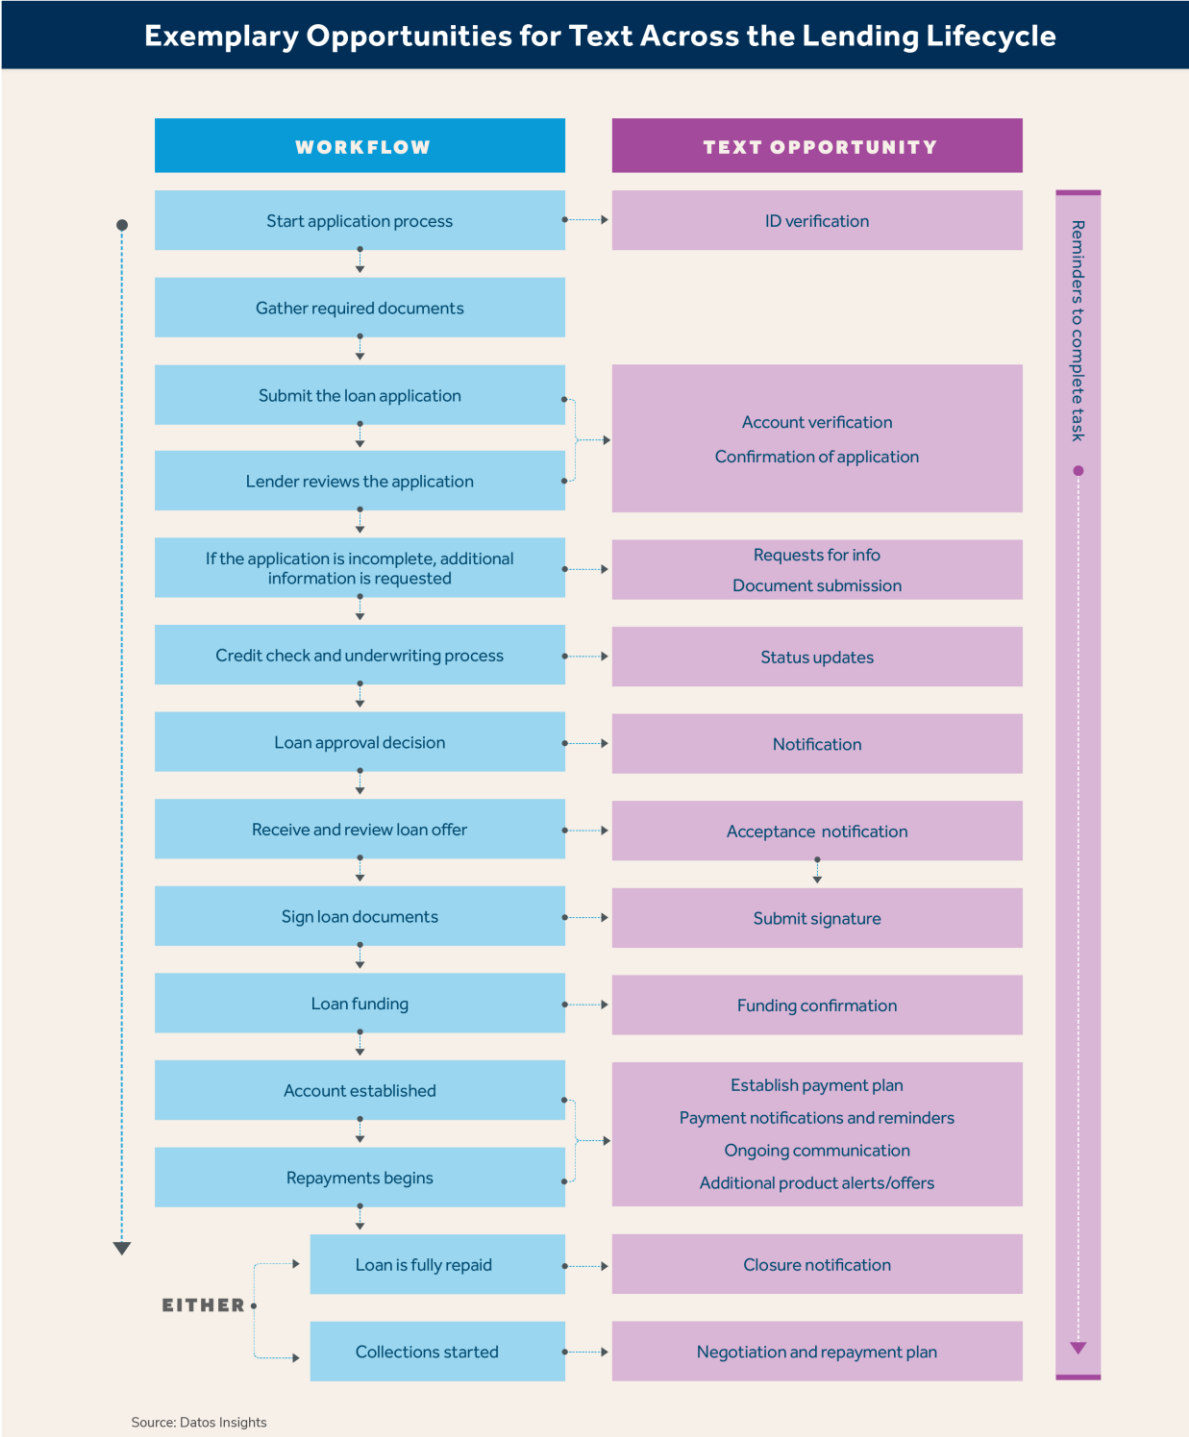 Exemplary Opportunities for Text Across the Lending Lifecycle
WORKFLOW
TEXT OPPORTUNITY
Start application process
ID verification
Reminders to complete task
Gather required documents
Submit the loan application
Account verification
Confirmation of application
Lender reviews the application
If the application is incomplete, additional
information is requested
Requests for info
Document submission
Credit check and underwriting process
Status updates
Loan approval decision
Notification
Receive and review loan offer
Acceptance notification
Sign loan documents
Submit signature
Loan funding
Funding confirmation
Account established
Establish payment plan
Payment notifications and reminders
Ongoing communication
Additional product alerts/offers
Repayments begins
EITHER
Loan is fully repaid
Closure notification
Collections started
Negotiation and repayment plan
Source: Datos Insights